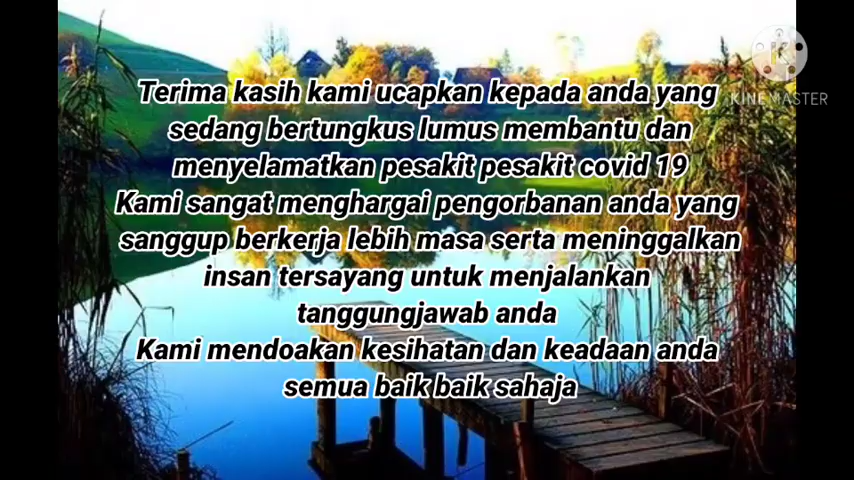 KINEMASTER
Terima kasih kami ucapkan kepada anda yang
sedang bertungkus lumus membantu dan
menyelamatkan pesakit pesakit covid 19
Kami sangat menghargai pengorbanan anda yang
sanggup berkerja lebih masa serta meninggalkan
insan tersayang untuk menjalankan
tanggungjawab anda
Kami mendoakan kesihatan dan keadaan anda
semua baik baik sahaja